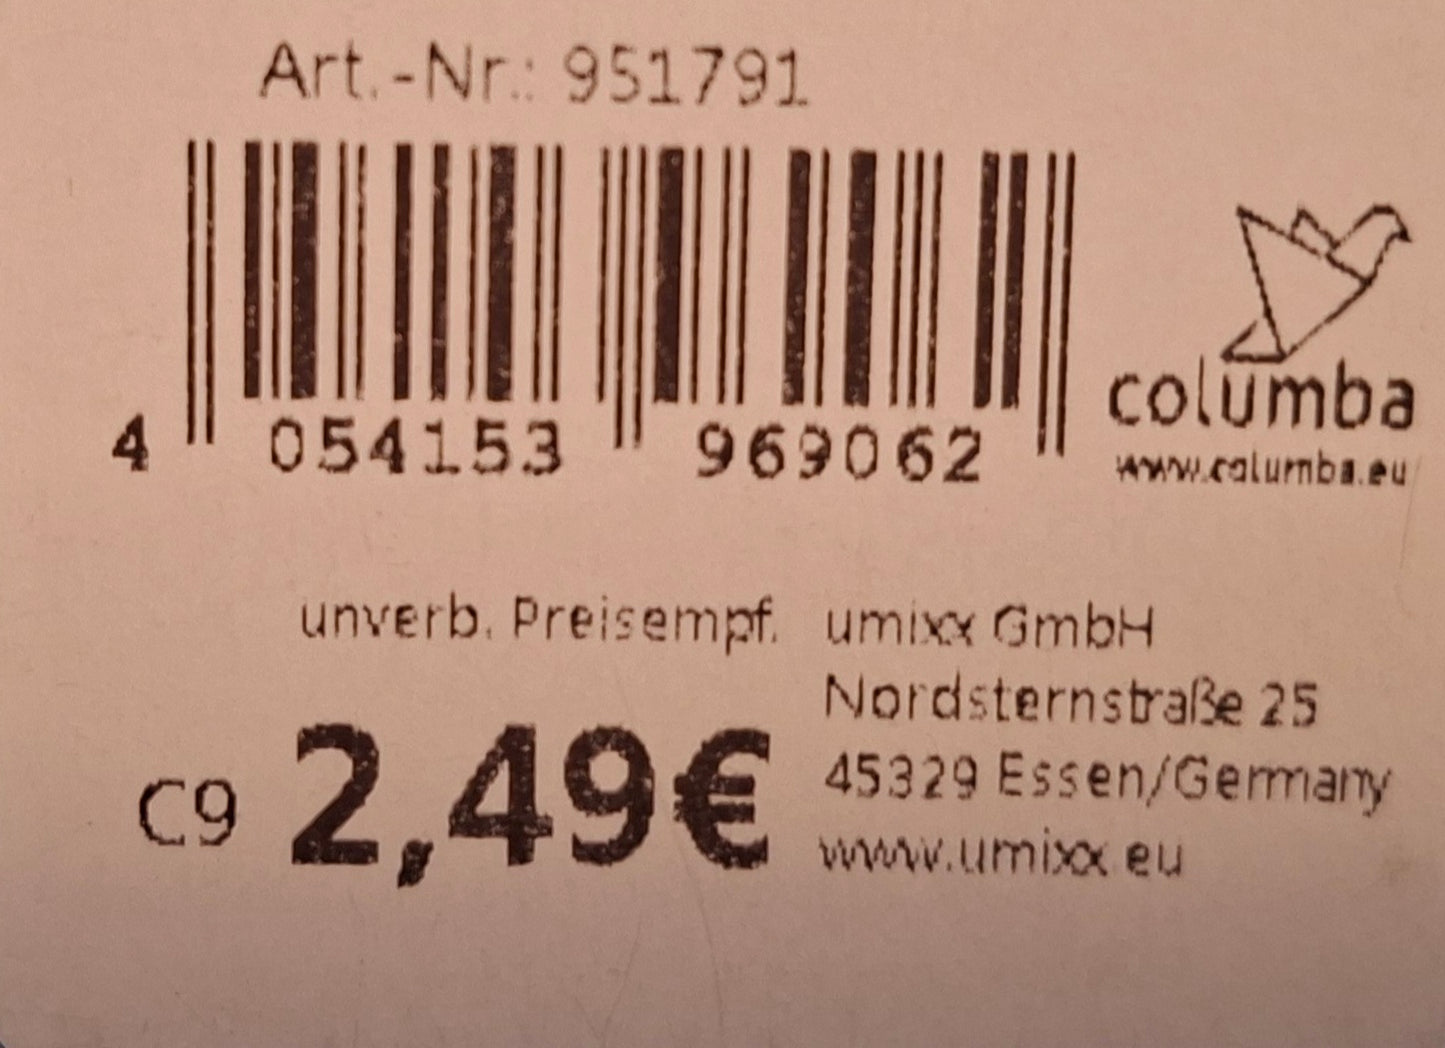 Art.-Nr.: 951791
4 054153 969062
columba
www.columba.eu
unverb. Preisempf.
C9 2,49€
umixx GmbH
Nordsternstraße 25
45329 Essen/Germany
www.umixx.eu